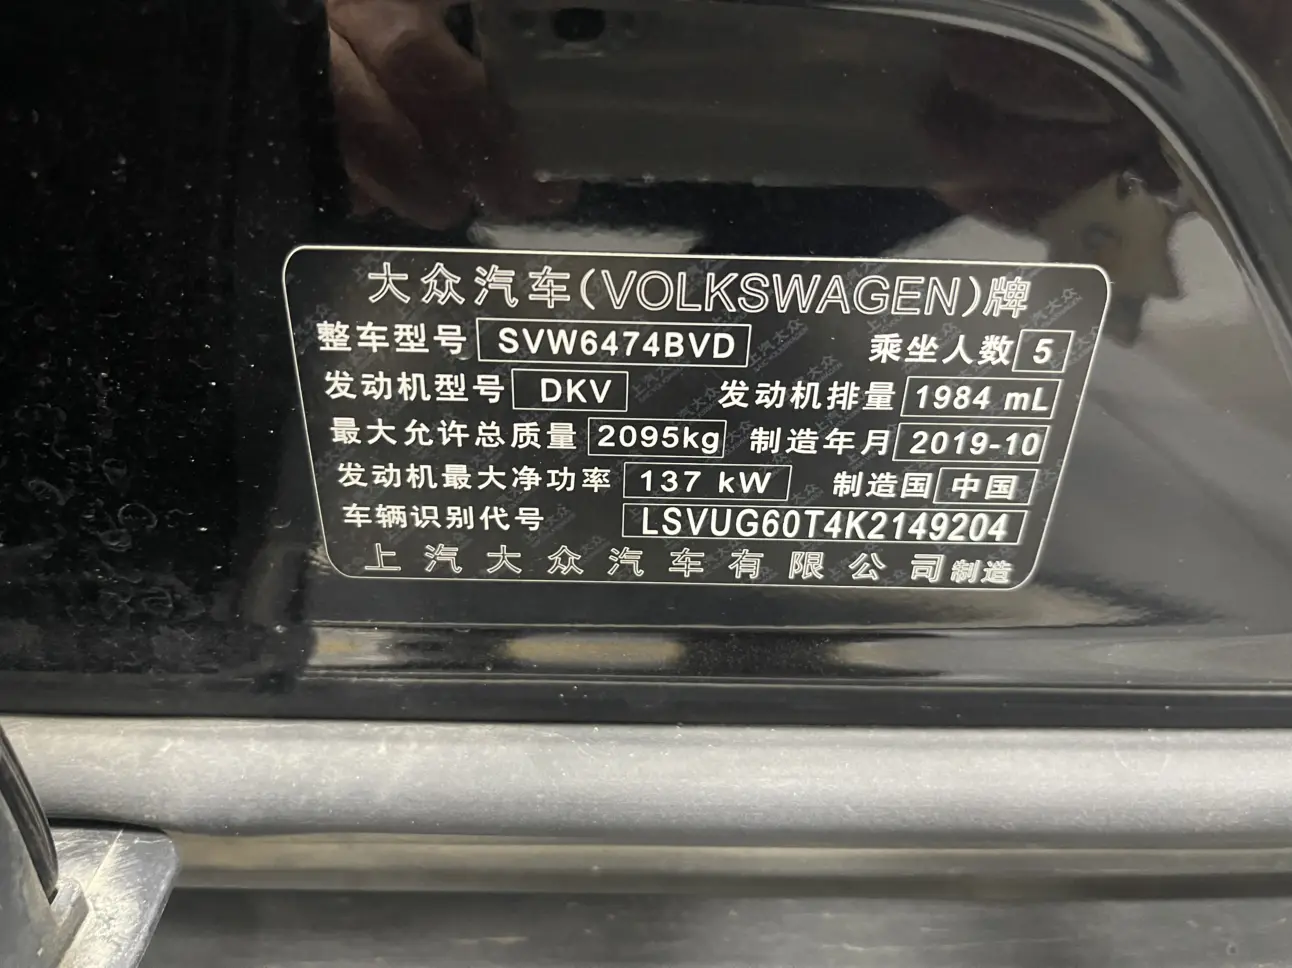 大众汽车(VOLKSWAGEN)牌
整车型号 SVW6474BVD 乘坐人数 5
发动机型号 DKV 发动机排量 1984 mL
最大允许总质量 2095kg 制造年月 2019-10
发动机最大净功率 137 kW 制造国 中国
车辆识别代号 LSVUG60T4K2149204
上汽大众汽车有限公司制造